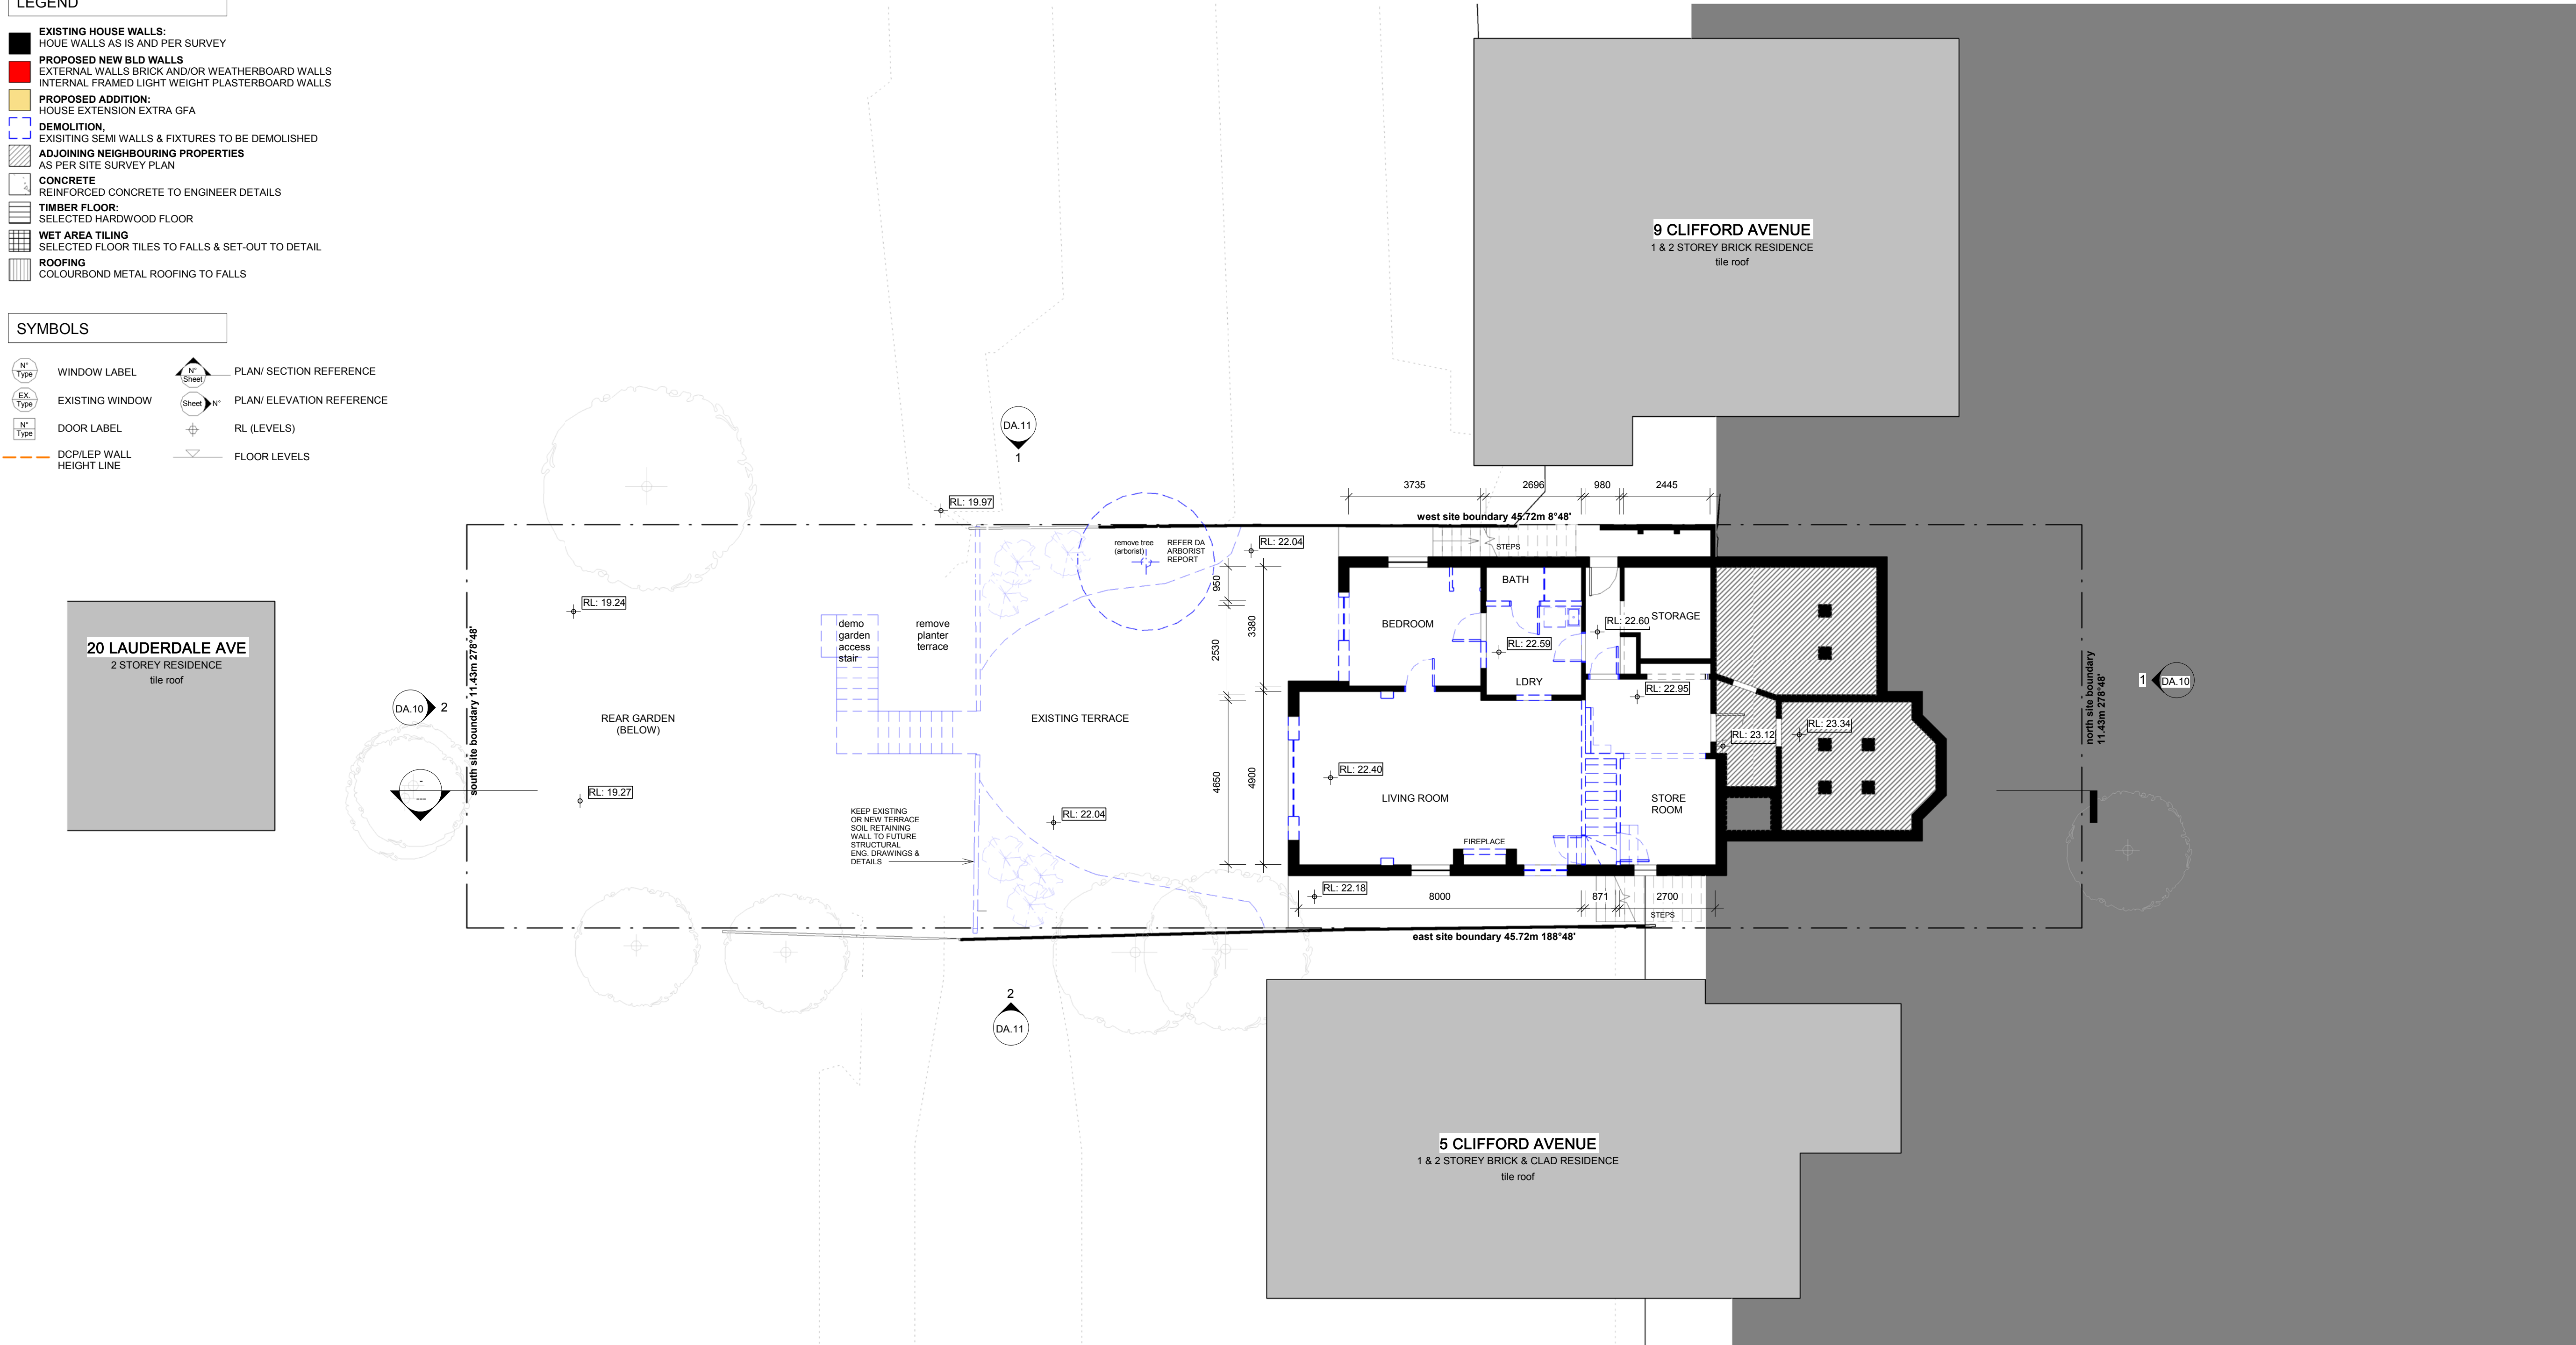 LEGEND
EXISTING HOUSE WALLS:
HOUE WALLS AS IS AND PER SURVEY
PROPOSED NEW BLD WALLS
EXTERNAL WALLS BRICK AND/OR WEATHERBOARD WALLS
INTERNAL FRAMED LIGHT WEIGHT PLASTERBOARD WALLS
PROPOSED ADDITION:
HOUSE EXTENSION EXTRA GFA
DEMOLITION,
EXISITING SEMI WALLS & FIXTURES TO BE DEMOLISHED
ADJOINING NEIGHBOURING PROPERTIES
AS PER SITE SURVEY PLAN
CONCRETE
REINFORCED CONCRETE TO ENGINEER DETAILS
TIMBER FLOOR:
SELECTED HARDWOOD FLOOR
WET AREA TILING
SELECTED FLOOR TILES TO FALLS & SET-OUT TO DETAIL
ROOFING
COLOURBOND METAL ROOFING TO FALLS
SYMBOLS
N°
Type
WINDOW LABEL
N°
Sheet
PLAN/ SECTION REFERENCE
EX.
Type
EXISTING WINDOW
Sheet
N°
PLAN/ ELEVATION REFERENCE
N°
Type
DOOR LABEL
RL (LEVELS)
DCP/LEP WALL
HEIGHT LINE
FLOOR LEVELS
9 CLIFFORD AVENUE
1 & 2 STOREY BRICK RESIDENCE
tile roof
DA.11
1
RL: 19.97
3735
2696
980
2445
west site boundary 45.72m 8°48'
remove tree
(arborist)
REFER DA
ARBORIST
REPORT
RL: 22.04
STEPS
BATH
950
3380
2530
4650
4900
BEDROOM
RL: 22.59
LDRY
RL: 22.60
STORAGE
RL: 22.95
RL: 23.12
RL: 23.34
RL: 19.24
demo
garden
access
stair
remove
planter
terrace
20 LAUDERDALE AVE
2 STOREY RESIDENCE
tile roof
south site boundary 11.43m 278°48'
DA.10
2
REAR GARDEN
(BELOW)
EXISTING TERRACE
north site boundary
11.43m 278°48'
1
DA.10
RL: 19.27
-
---
KEEP EXISTING
OR NEW TERRACE
SOIL RETAINING
WALL TO FUTURE
STRUCTURAL
ENG. DRAWINGS &
DETAILS
RL: 22.04
RL: 22.40
LIVING ROOM
STORE
ROOM
FIREPLACE
RL: 22.18
8000
871
2700
STEPS
east site boundary 45.72m 188°48'
2
DA.11
5 CLIFFORD AVENUE
1 & 2 STOREY BRICK & CLAD RESIDENCE
tile roof